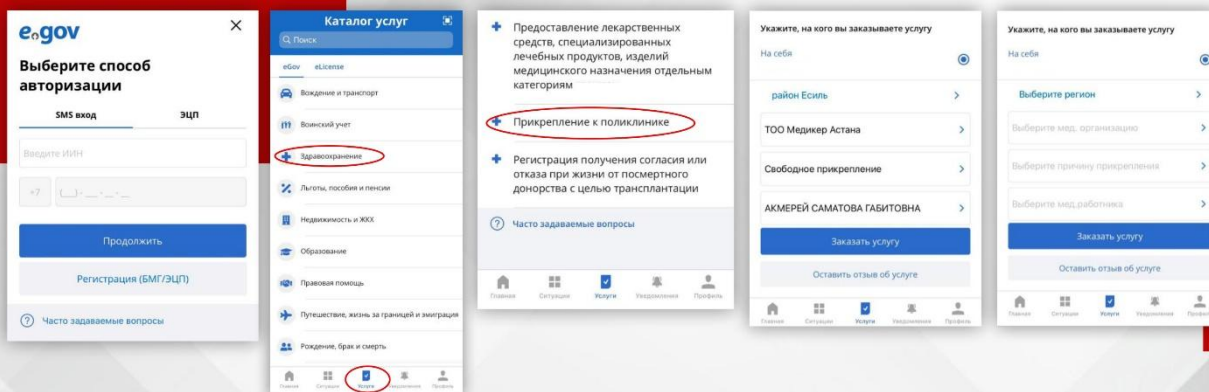 e.gov
Выберите способ
авторизации
SMS вход ЭЦП
Введите ИИН
+7 (__)-___-__-__
Продолжить
Регистрация (БМГ/ЭЦП)
Часто задаваемые вопросы
Каталог услуг
Поиск
eGov eLicense
Вождение и транспорт
Воинский учет
Здравоохранение
Льготы, пособия и пенсии
Недвижимость и ЖКХ
Образование
Правовая помощь
Путешествие, жизнь за границей и эмиграция
Рождение, брак и смерть
Главная Ситуации Услуги Уведомления Профиль
Предоставление лекарственных
средств, специализированных
лечебных продуктов, изделий
медицинского назначения отдельным
категориям
Прикрепление к поликлинике
Регистрация получения согласия или
отказа при жизни от посмертного
донорства с целью трансплантации
Часто задаваемые вопросы
Главная Ситуации Услуги Уведомления Профиль
Укажите, на кого вы заказываете услугу
На себя
район Есиль
ТОО Медикер Астана
Свободное прикрепление
АКМЕРЕЙ САМАТОВА ГАБИТОВНА
Заказать услугу
Оставить отзыв об услуге
Главная Ситуации Услуги Уведомления Профиль
Укажите, на кого вы заказываете услугу
На себя
Выберите регион
Выберите мед. организацию
Выберите причину прикрепления
Выберите мед.работника
Заказать услугу
Оставить отзыв об услуге
Главная Ситуации Услуги Уведомления Профиль